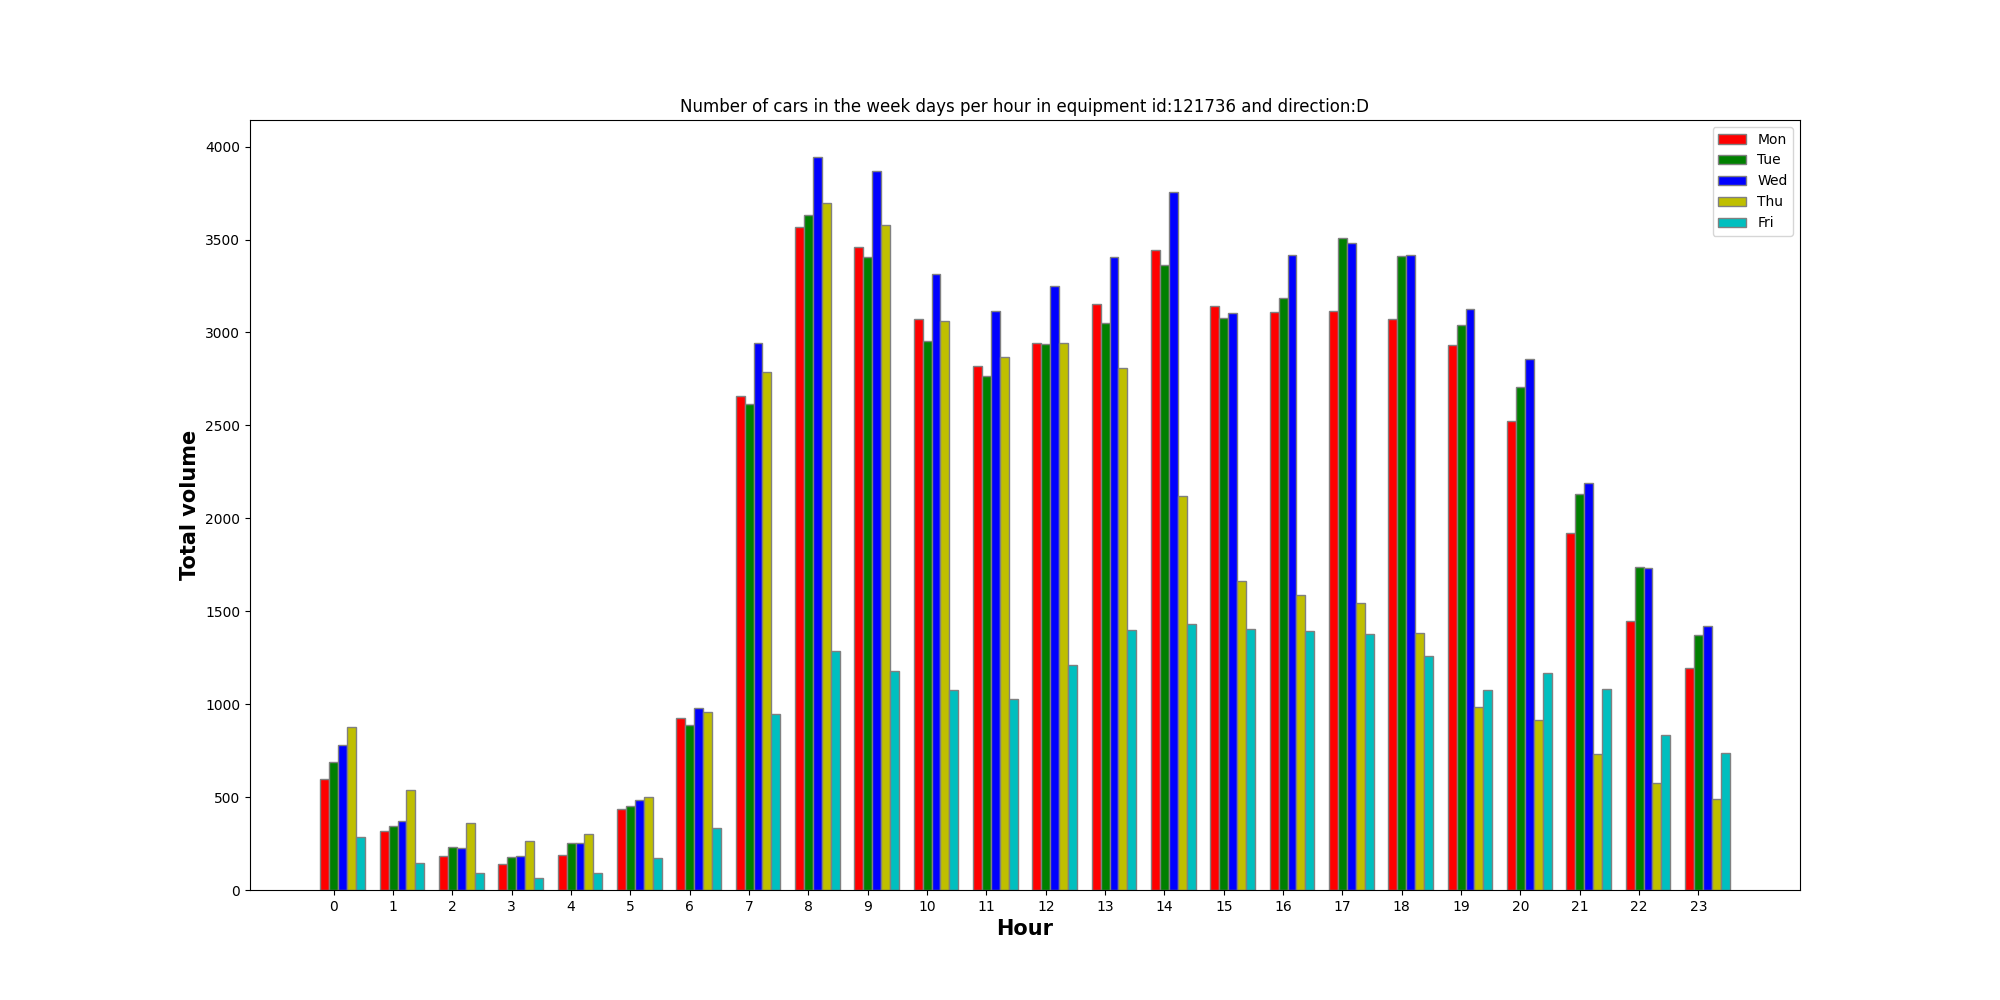 Number of cars in the week days per hour in equipment id:121736 and direction:D
Mon
Tue
Wed
Thu
Fri
Total volume
4000
3500
3000
2500
2000
1500
1000
500
0
0 1 2 3 4 5 6 7 8 9 10 11 12 13 14 15 16 17 18 19 20 21 22 23
Hour